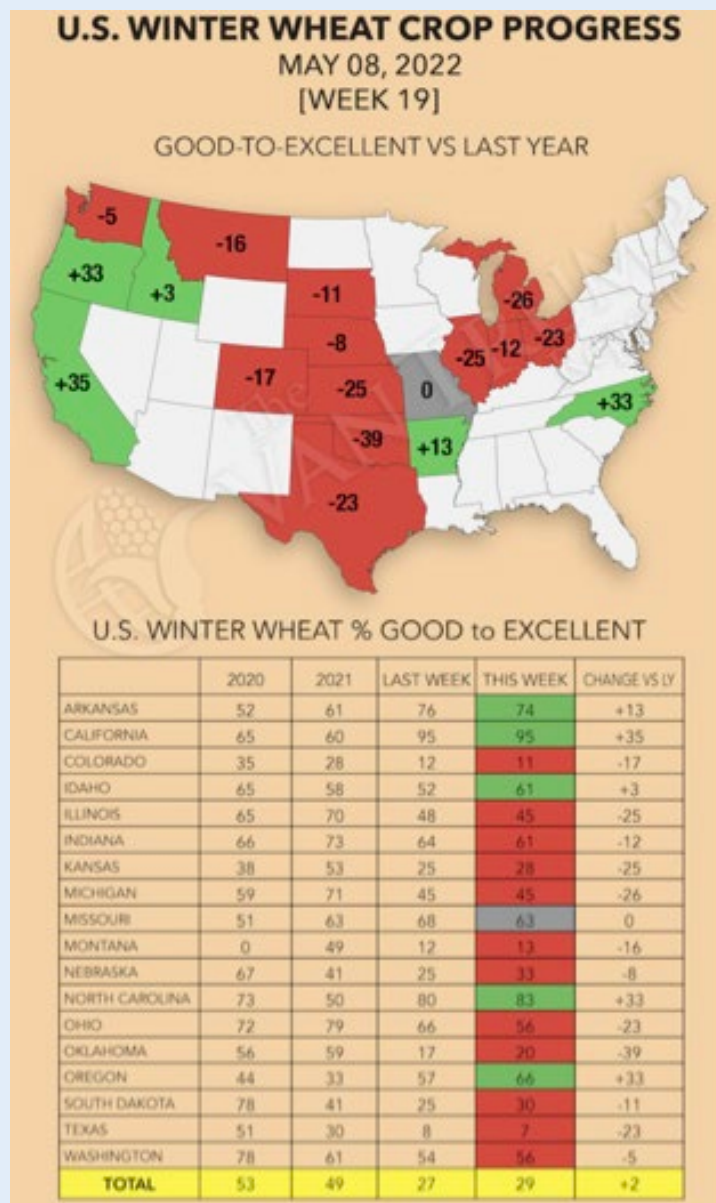 U.S. WINTER WHEAT CROP PROGRESS
MAY 08, 2022
[WEEK 19]
GOOD-TO-EXCELLENT VS LAST YEAR
-5
-16
+33
+3
-11
-26
-8
-23
-25
-12
-17
+35
-25
0
+33
-39
+13
-23
The VAN TRUMP
U.S. WINTER WHEAT % GOOD to EXCELLENT
2020 2021 LAST WEEK THIS WEEK CHANGE VS LY
ARKANSAS 52 61 76 74 +13
CALIFORNIA 65 60 95 95 +35
COLORADO 35 28 12 11 -17
IDAHO 65 58 52 61 +3
ILLINOIS 65 70 48 45 -25
INDIANA 66 73 64 61 -12
KANSAS 38 53 25 28 -25
MICHIGAN 59 71 45 45 -26
MISSOURI 51 63 68 63 0
MONTANA 0 49 12 13 -16
NEBRASKA 67 41 25 33 -8
NORTH CAROLINA 73 50 80 83 +33
OHIO 72 79 66 56 -23
OKLAHOMA 56 59 17 20 -39
OREGON 44 33 57 66 +33
SOUTH DAKOTA 78 41 25 30 -11
TEXAS 51 30 8 7 -23
WASHINGTON 78 61 54 56 -5
TOTAL 53 49 27 29 +2